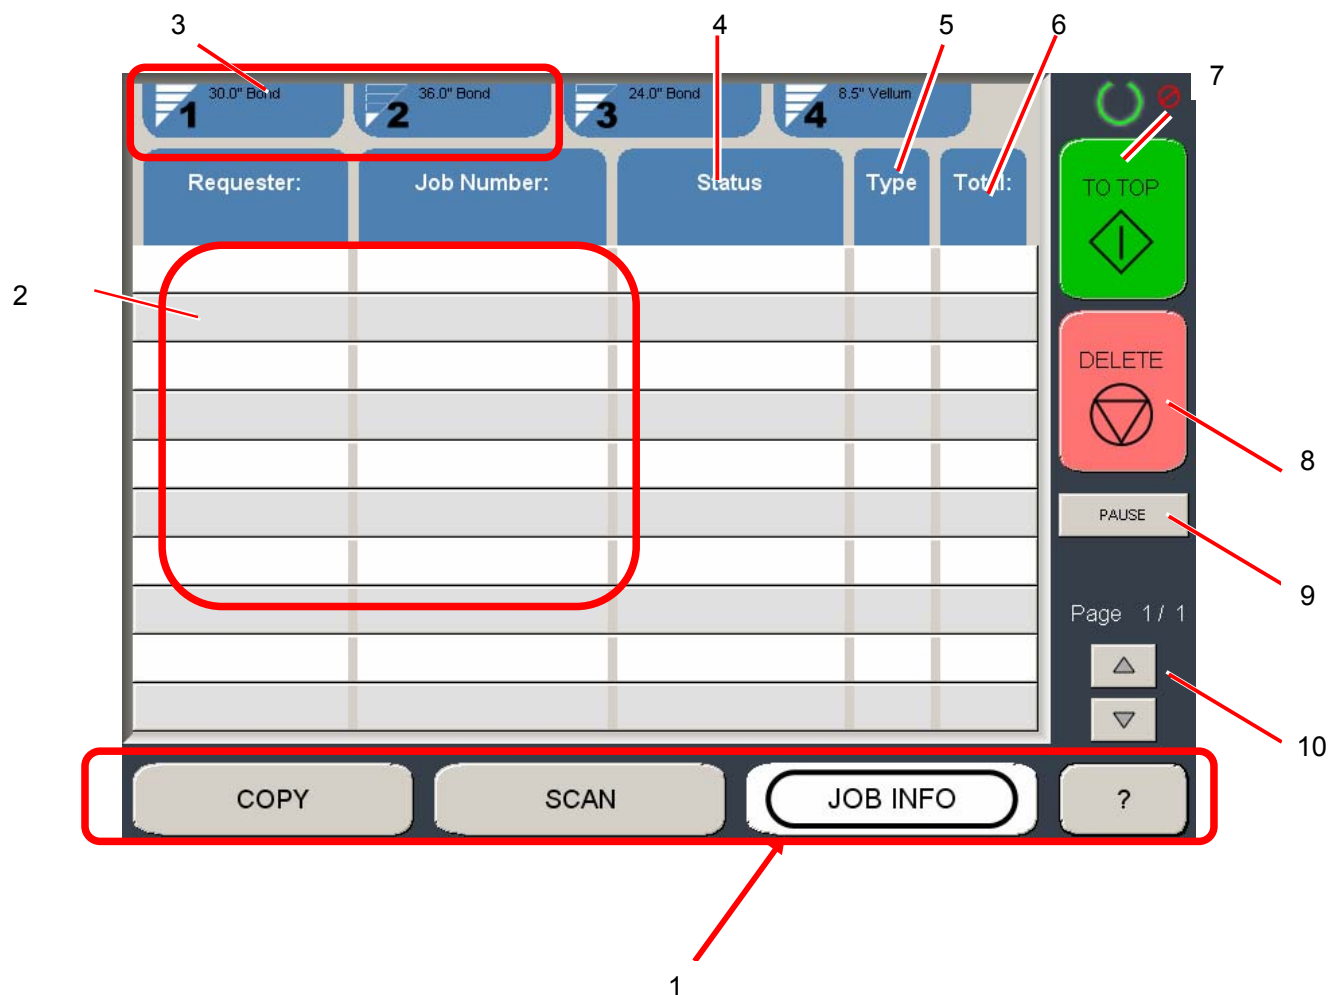 3 4 5 6
7
1 30.0" Bond 2 36.0" Bond 3 24.0" Bond 4 8.5" Vellum
Requester: Job Number: Status Type Total:
TO TOP
2
DELETE
8
PAUSE
9
Page 1 / 1
10
COPY SCAN JOB INFO ?
1